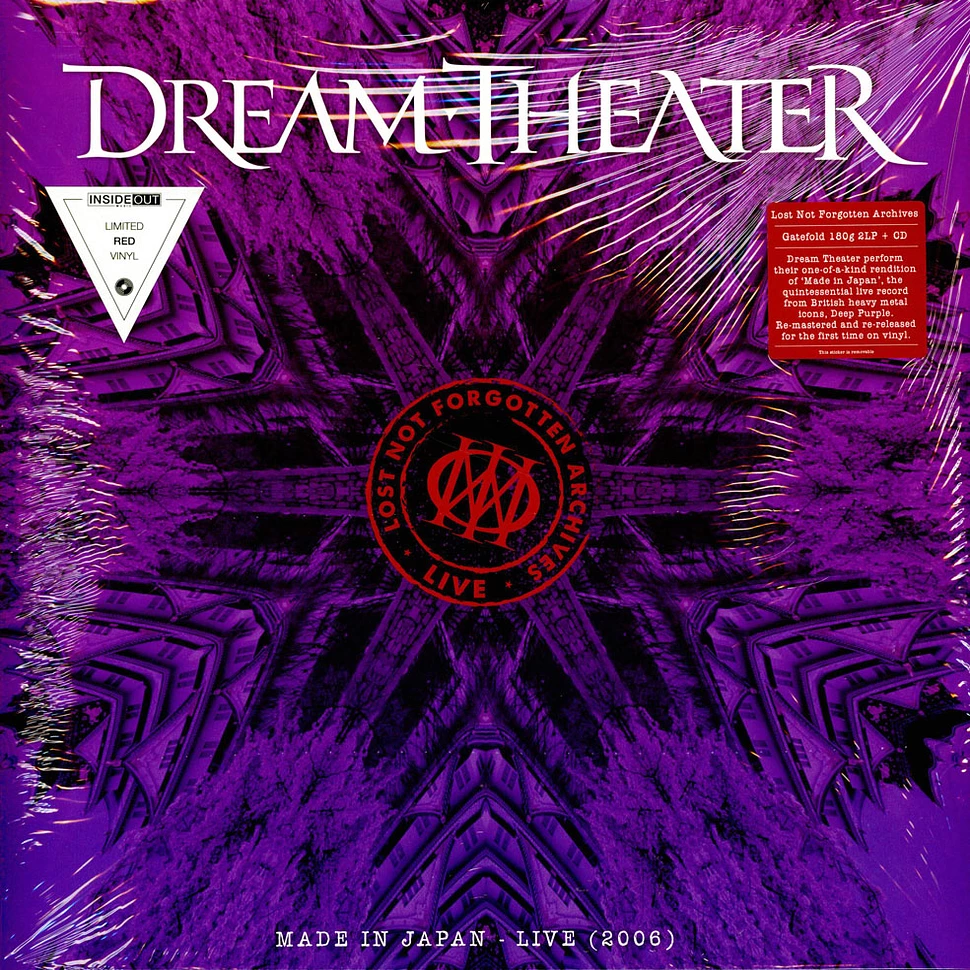 DREAM THEATER
INSIDEOUT
MUSIC
LIMITED
RED
VINYL
Lost Not Forgotten Archives
Gatefold 180g 2LP + CD
Dream Theater perform
their one-of-a-kind rendition
of 'Made in Japan', the
quintessential live record
from British heavy metal
icons, Deep Purple.
Re-mastered and re-released
for the first time on vinyl.
This sticker is removable
LOST NOT FORGOTTEN ARCHIVES
LIVE
MADE IN JAPAN - LIVE (2006)